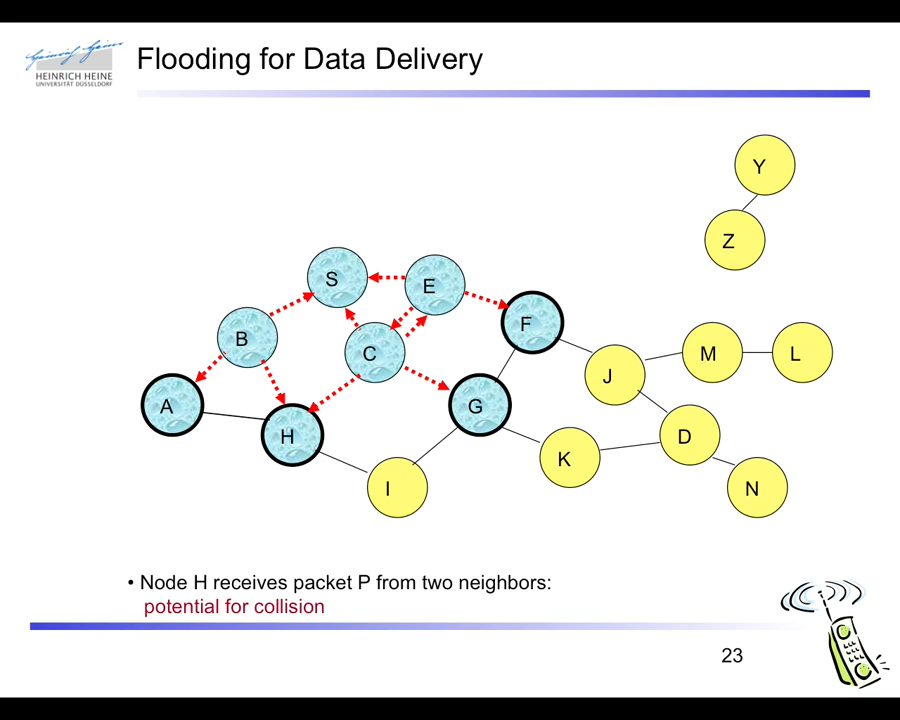 HEINRICH HEINE
UNIVERSITÄT DÜSSELDORF
Flooding for Data Delivery
Y
Z
S
E
B
F
C
M
L
J
A
G
H
D
K
I
N
• Node H receives packet P from two neighbors:
potential for collision
23